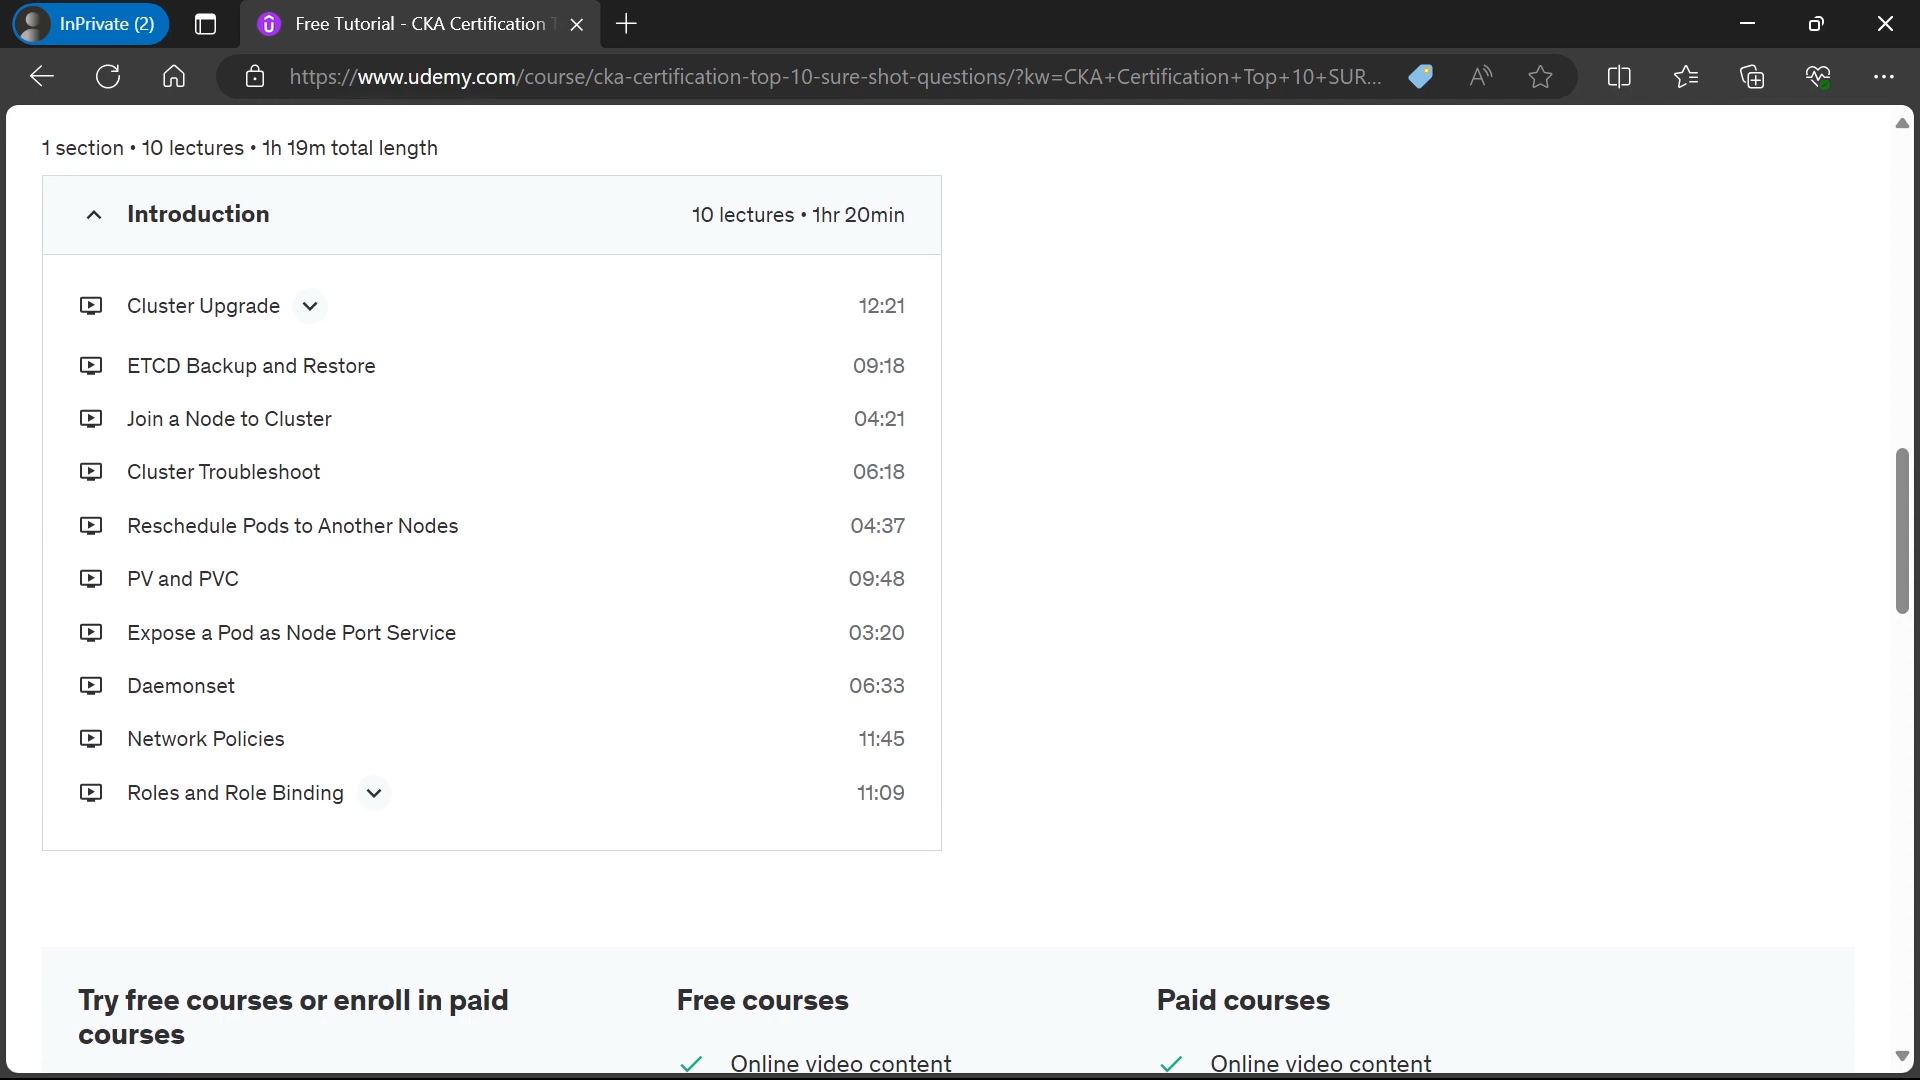 InPrivate (2)
Free Tutorial - CKA Certification
https://www.udemy.com/course/cka-certification-top-10-sure-shot-questions/?kw=CKA+Certification+Top+10+SUR...
1 section • 10 lectures • 1h 19m total length
Introduction 10 lectures • 1hr 20min
Cluster Upgrade 12:21
ETCD Backup and Restore 09:18
Join a Node to Cluster 04:21
Cluster Troubleshoot 06:18
Reschedule Pods to Another Nodes 04:37
PV and PVC 09:48
Expose a Pod as Node Port Service 03:20
Daemonset 06:33
Network Policies 11:45
Roles and Role Binding 11:09
Try free courses or enroll in paid
courses
Free courses
Online video content
Paid courses
Online video content